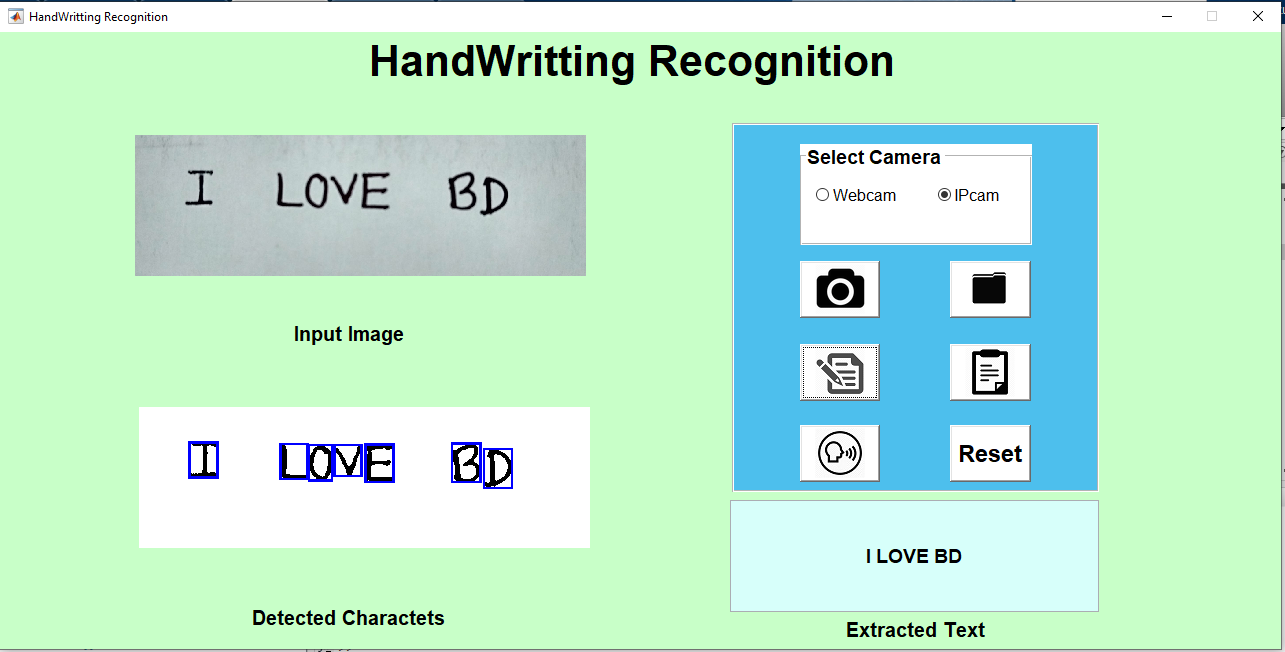 HandWritting Recognition
HandWritting Recognition
I LOVE BD
Input Image
I LOVE BD
Detected Charactets
Select Camera
Webcam IPcam
Reset
I LOVE BD
Extracted Text